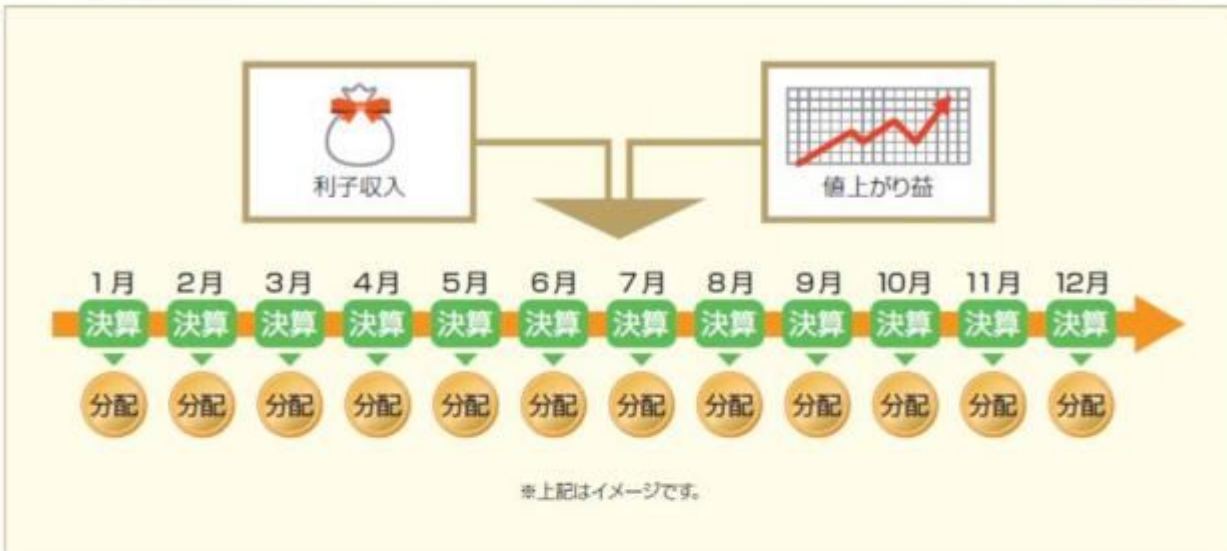 利子収入
値上がり益
1月 2月 3月 4月 5月 6月 7月 8月 9月 10月 11月 12月
決算 決算 決算 決算 決算 決算 決算 決算 決算 決算 決算 決算
分配 分配 分配 分配 分配 分配 分配 分配 分配 分配 分配 分配
※上記はイメージです。